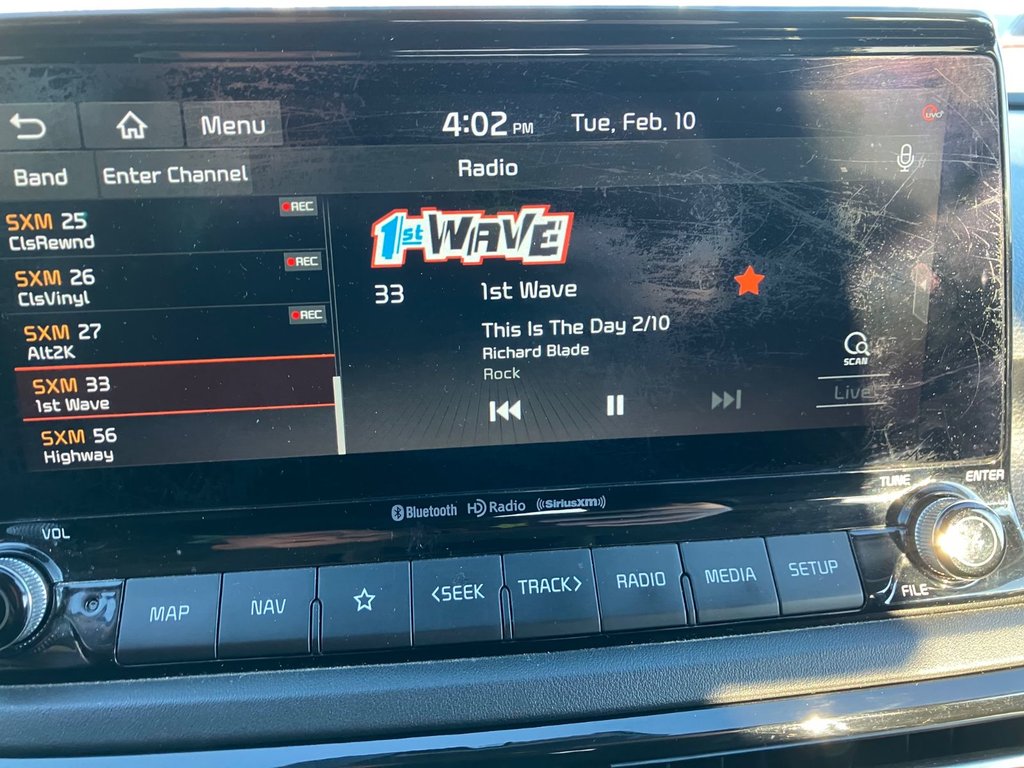 Menu
4:02 PM
Tue, Feb. 10
UVO
Band
Enter Channel
Radio
SXM 25
REC
ClsRewnd
SXM 26
REC
ClsVinyl
SXM 27
REC
Alt2K
SXM 33
1st Wave
SXM 56
Highway
1st WAVE
33
1st Wave
This Is The Day 2/10
Richard Blade
Rock
SCAN
Live
Bluetooth
HD Radio
((SiriusXM))
VOL
TUNE
ENTER
FILE
MAP
NAV
<SEEK
TRACK>
RADIO
MEDIA
SETUP